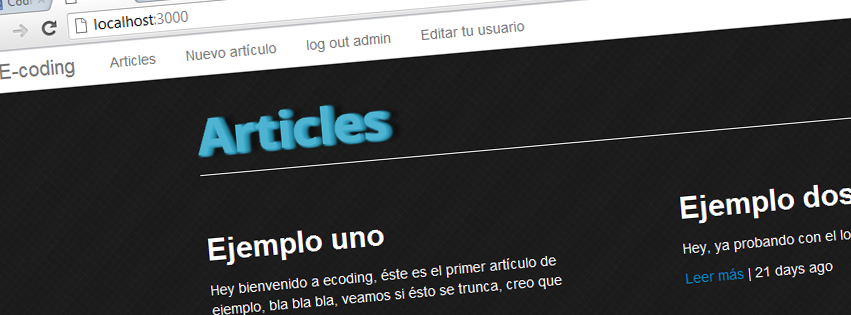 localhost:3000
E-coding
Articles
Nuevo artículo
log out admin
Editar tu usuario
Articles
Ejemplo uno
Hey bienvenido a ecoding, éste es el primer artículo de
ejemplo, bla bla bla, veamos si ésto se trunca, creo que
Ejemplo dos
Hey, ya probando con el lo
Leer más | 21 days ago